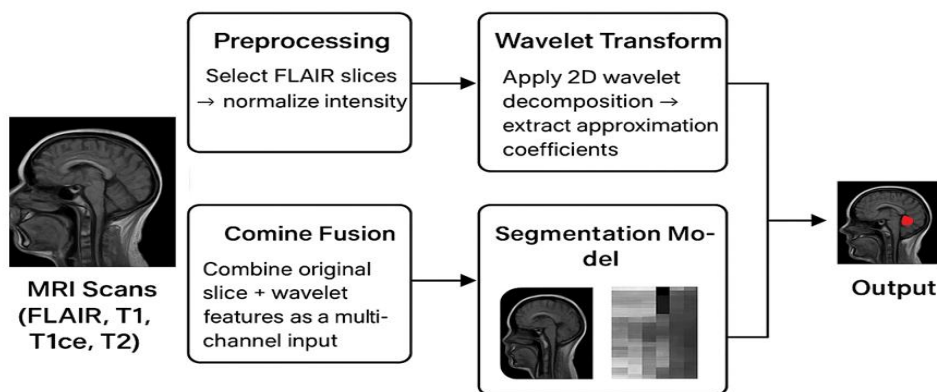 Preprocessing
Select FLAIR slices
→ normalize intensity
Wavelet Transform
Apply 2D wavelet
decomposition →
extract approximation
coefficients
MRI Scans
(FLAIR, T1,
T1ce, T2)
Comine Fusion
Combine original
slice + wavelet
features as a multi-
channel input
Segmentation Mo-
del
Output